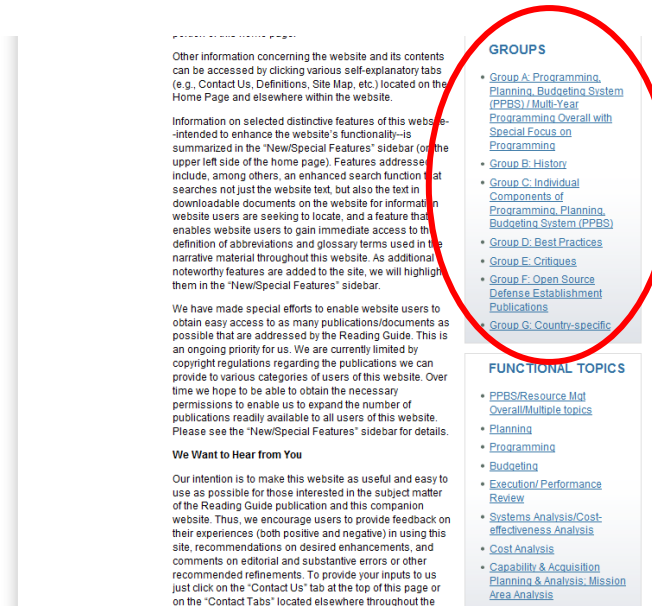 portion of this home page.
Other information concerning the website and its contents
can be accessed by clicking various self-explanatory tabs
(e.g., Contact Us, Definitions, Site Map, etc.) located on the
Home Page and elsewhere within the website.
Information on selected distinctive features of this website-
-intended to enhance the website's functionality--is
summarized in the "New/Special Features" sidebar (on the
upper left side of the home page). Features addressed
include, among others, an enhanced search function that
searches not just the website text, but also the text in
downloadable documents on the website for information
website users are seeking to locate, and a feature that
enables website users to gain immediate access to the
definition of abbreviations and glossary terms used in the
narrative material throughout this website. As additional
noteworthy features are added to the site, we will highlight
them in the "New/Special Features" sidebar.
We have made special efforts to enable website users to
obtain easy access to as many publications/documents as
possible that are addressed by the Reading Guide. This is
an ongoing priority for us. We are currently limited by
copyright regulations regarding the publications we can
provide to various categories of users of this website. Over
time we hope to be able to obtain the necessary
permissions to enable us to expand the number of
publications readily available to all users of this website.
Please see the "New/Special Features" sidebar for details.
We Want to Hear from You
Our intention is to make this website as useful and easy to
use as possible for those interested in the subject matter
of the Reading Guide publication and this companion
website. Thus, we encourage users to provide feedback on
their experiences (both positive and negative) in using this
site, recommendations on desired enhancements, and
comments on editorial and substantive errors or other
recommended refinements. To provide your inputs to us
just click on the "Contact Us" tab at the top of this page or
on the "Contact Tabs" located elsewhere throughout the
GROUPS
• Group A: Programming,
Planning, Budgeting System
(PPBS) / Multi-Year
Programming Overall with
Special Focus on
Programming
• Group B: History
• Group C: Individual
Components of
Programming, Planning,
Budgeting System (PPBS)
• Group D: Best Practices
• Group E: Critiques
• Group F: Open Source
Defense Establishment
Publications
• Group G: Country-specific
FUNCTIONAL TOPICS
• PPBS/Resource Mgt
Overall/Multiple topics
• Planning
• Programming
• Budgeting
• Execution/ Performance
Review
• Systems Analysis/Cost-
effectiveness Analysis
• Cost Analysis
• Capability & Acquisition
Planning & Analysis; Mission
Area Analysis